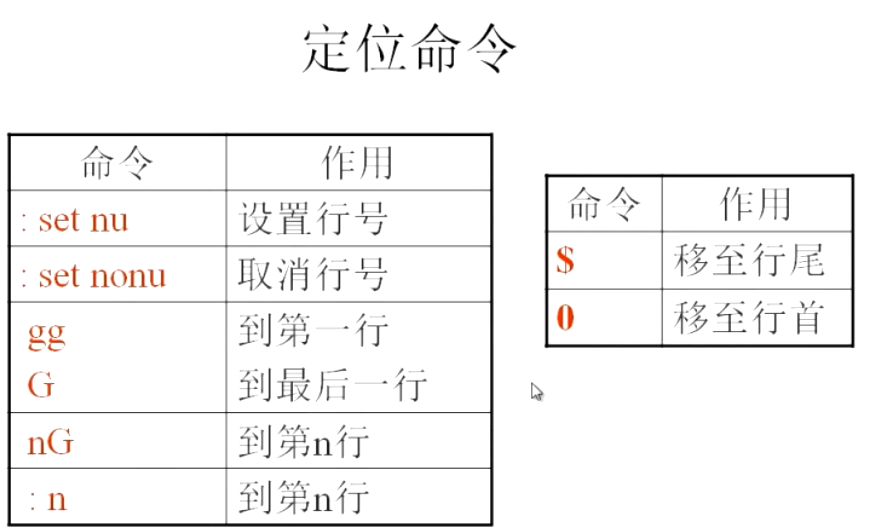 定位命令
命令 作用
: set nu 设置行号
: set nonu 取消行号
gg 到第一行
G 到最后一行
nG 到第n行
: n 到第n行
命令 作用
$ 移至行尾
0 移至行首